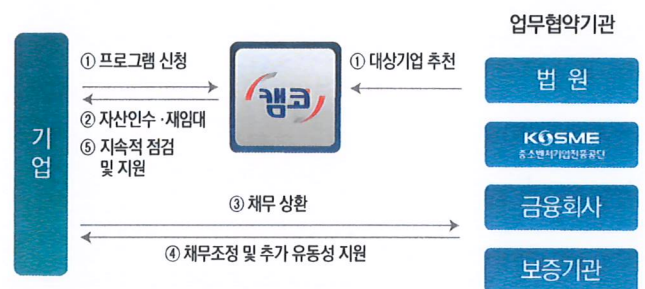 업무협약기관
① 프로그램 신청
① 대상기업 추천
캠코
법 원
② 자산인수·재임대
⑤ 지속적 점검
및 지원
기업
KOSME
중소벤처기업진흥공단
③ 채무 상환
금융회사
④ 채무조정 및 추가 유동성 지원
보증기관